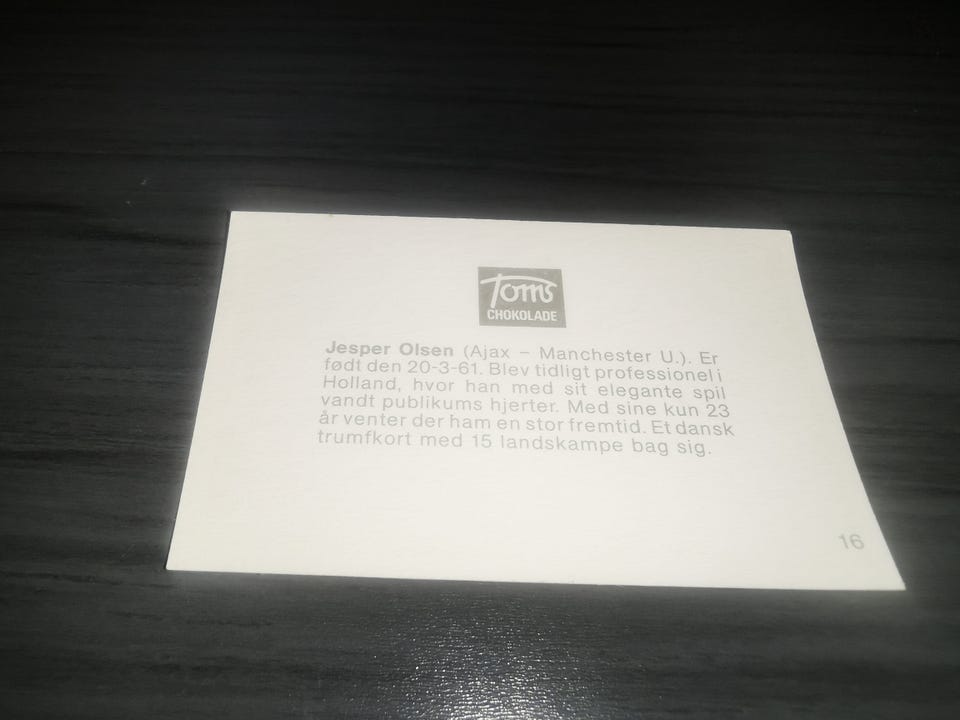 Toms
CHOKOLADE
Jesper Olsen (Ajax – Manchester U.). Er
født den 20-3-61. Blev tidligt professionel i
Holland, hvor han med sit elegante spil
vandt publikums hjerter. Med sine kun 23
år venter der ham en stor fremtid. Et dansk
trumfkort med 15 landskampe bag sig.
16